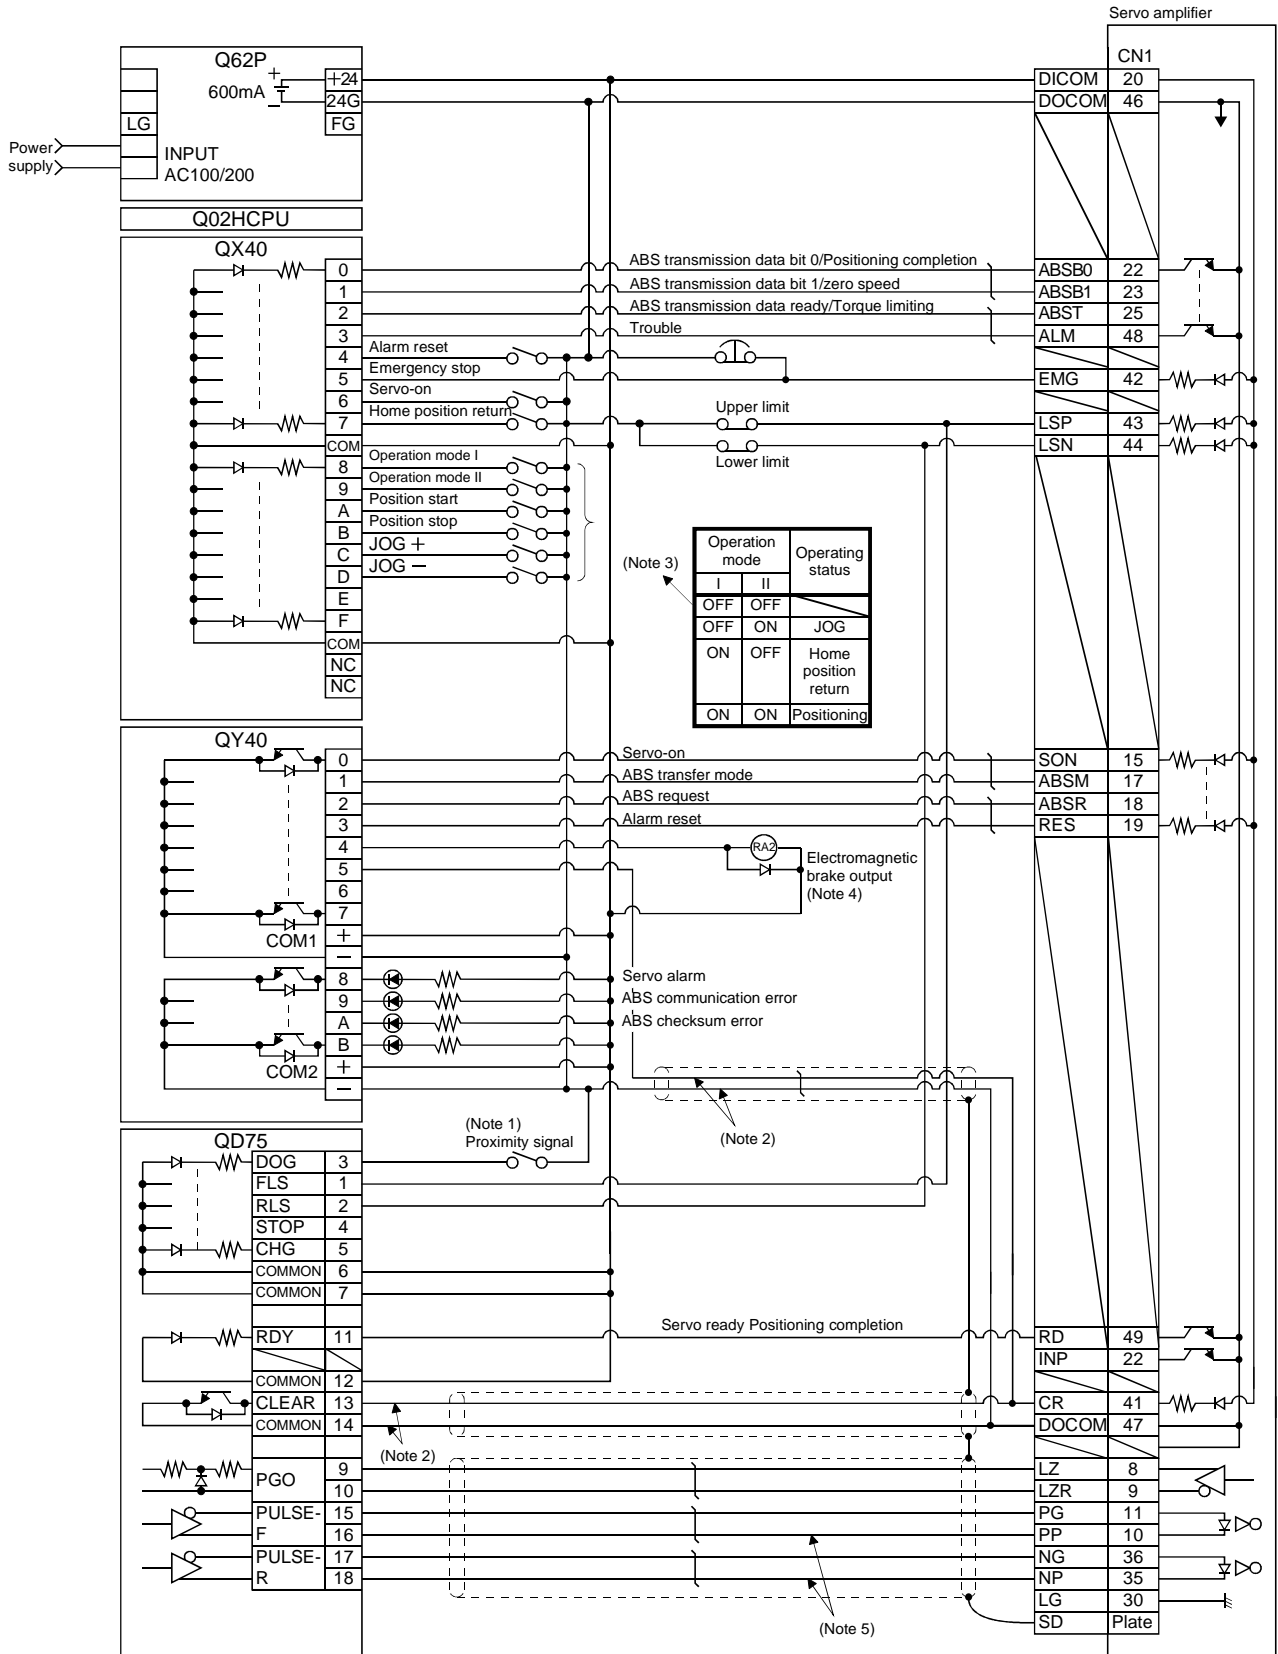 Servo amplifier
Q62P
+
600mA
−
+24
24G
FG
LG
Power
supply
INPUT
AC100/200
CN1
DICOM 20
DOCOM 46
Q02HCPU
QX40
0
1
2
3
4
5
6
7
COM
8
9
A
B
C
D
E
F
COM
NC
NC
ABS transmission data bit 0/Positioning completion
ABS transmission data bit 1/zero speed
ABS transmission data ready/Torque limiting
Trouble
Alarm reset
Emergency stop
Servo-on
Home position return
Upper limit
Lower limit
Operation mode I
Operation mode II
Position start
Position stop
JOG +
JOG −
ABSB0 22
ABSB1 23
ABST 25
ALM 48
EMG 42
LSP 43
LSN 44
(Note 3)
Operation mode
Operating status
I II
OFF OFF
OFF ON JOG
ON OFF Home position return
ON ON Positioning
QY40
0
1
2
3
4
5
6
7
COM1
+
−
8
9
A
B
COM2
+
−
Servo-on
ABS transfer mode
ABS request
Alarm reset
RA2
Electromagnetic
brake output
(Note 4)
SON 15
ABSM 17
ABSR 18
RES 19
Servo alarm
ABS communication error
ABS checksum error
(Note 2)
(Note 1)
Proximity signal
QD75
DOG 3
FLS 1
RLS 2
STOP 4
CHG 5
COMMON 6
COMMON 7
RDY 11
COMMON 12
CLEAR 13
COMMON 14
PGO 9
10
PULSE-F 15
16
PULSE-R 17
18
Servo ready Positioning completion
(Note 2)
(Note 5)
RD 49
INP 22
CR 41
DOCOM 47
LZ 8
LZR 9
PG 11
PP 10
NG 36
NP 35
LG 30
SD Plate